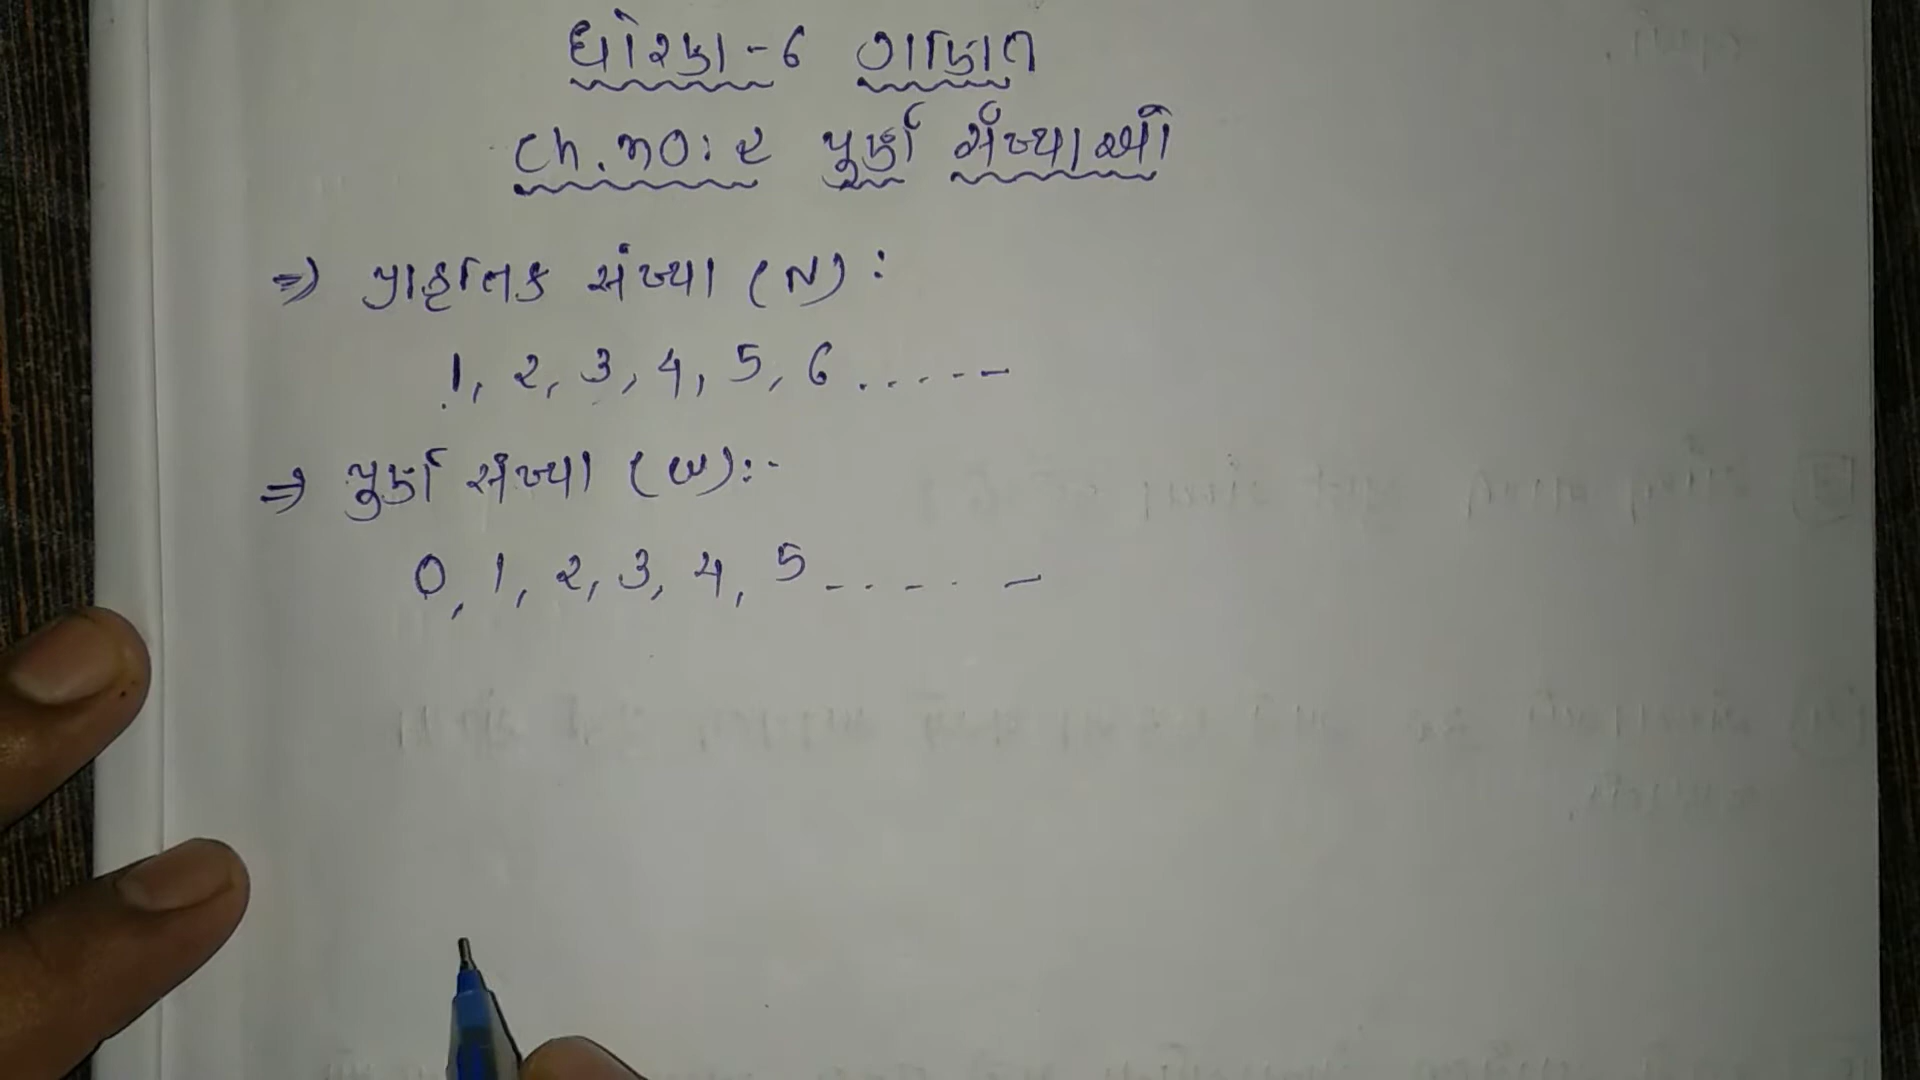 ધોરણ-6 ગણિત
Ch.no:2 પૂર્ણ સંખ્યાઓ
⇒ પ્રાકૃતિક સંખ્યા (N) :
1, 2, 3, 4, 5, 6 . . . . - -
⇒ પૂર્ણ સંખ્યા (W) :-
0, 1, 2, 3, 4, 5 - . . - . -